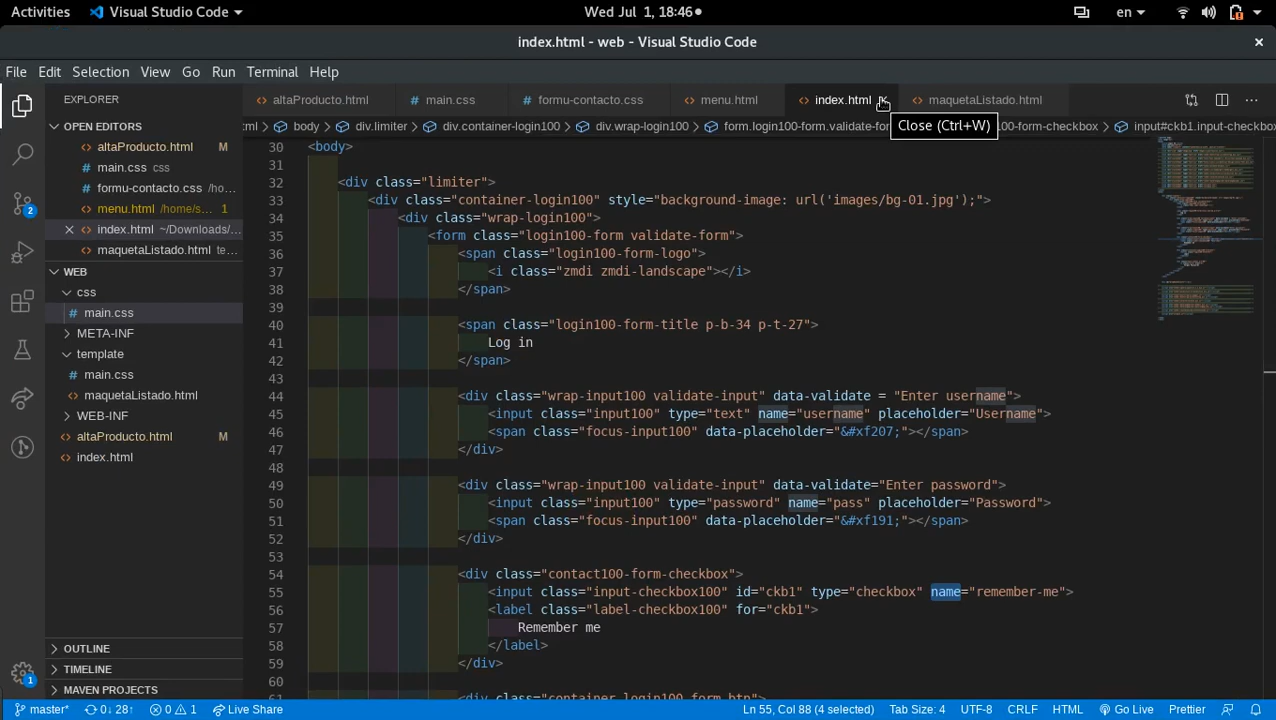 Activities Visual Studio Code Wed Jul 1, 18:46 en
index.html - web - Visual Studio Code
File Edit Selection View Go Run Terminal Help
EXPLORER
altaProducto.html main.css formu-contacto.css menu.html index.html maquetaListado.html
Close (Ctrl+W)
body div.limiter div.container-login100 div.wrap-login100 form.login100-form.validate-for 00-form-checkbox input#ckb1.input-checkbox
OPEN EDITORS
altaProducto.html M
main.css css
formu-contacto.css /ho...
menu.html /home/s... 1
index.html ~/Downloads/...
maquetaListado.html te...
WEB
css
main.css
META-INF
template
main.css
maquetaListado.html
WEB-INF
altaProducto.html M
index.html
OUTLINE
TIMELINE
MAVEN PROJECTS
30 <body>
31
32 <div class="limiter">
33 <div class="container-login100" style="background-image: url('images/bg-01.jpg');">
34 <div class="wrap-login100">
35 <form class="login100-form validate-form">
36 <span class="login100-form-logo">
37 <i class="zmdi zmdi-landscape"></i>
38 </span>
39
40 <span class="login100-form-title p-b-34 p-t-27">
41 Log in
42 </span>
43
44 <div class="wrap-input100 validate-input" data-validate = "Enter username">
45 <input class="input100" type="text" name="username" placeholder="Username">
46 <span class="focus-input100" data-placeholder="&#xf207;"></span>
47 </div>
48
49 <div class="wrap-input100 validate-input" data-validate="Enter password">
50 <input class="input100" type="password" name="pass" placeholder="Password">
51 <span class="focus-input100" data-placeholder="&#xf191;"></span>
52 </div>
53
54 <div class="contact100-form-checkbox">
55 <input class="input-checkbox100" id="ckb1" type="checkbox" name="remember-me">
56 <label class="label-checkbox100" for="ckb1">
57 Remember me
58 </label>
59 </div>
60
61 <div class="container-login100-form-btn">
2
1
master* 0↓ 28↑ 0 1 Live Share Ln 55, Col 88 (4 selected) Tab Size: 4 UTF-8 CRLF HTML Go Live Prettier